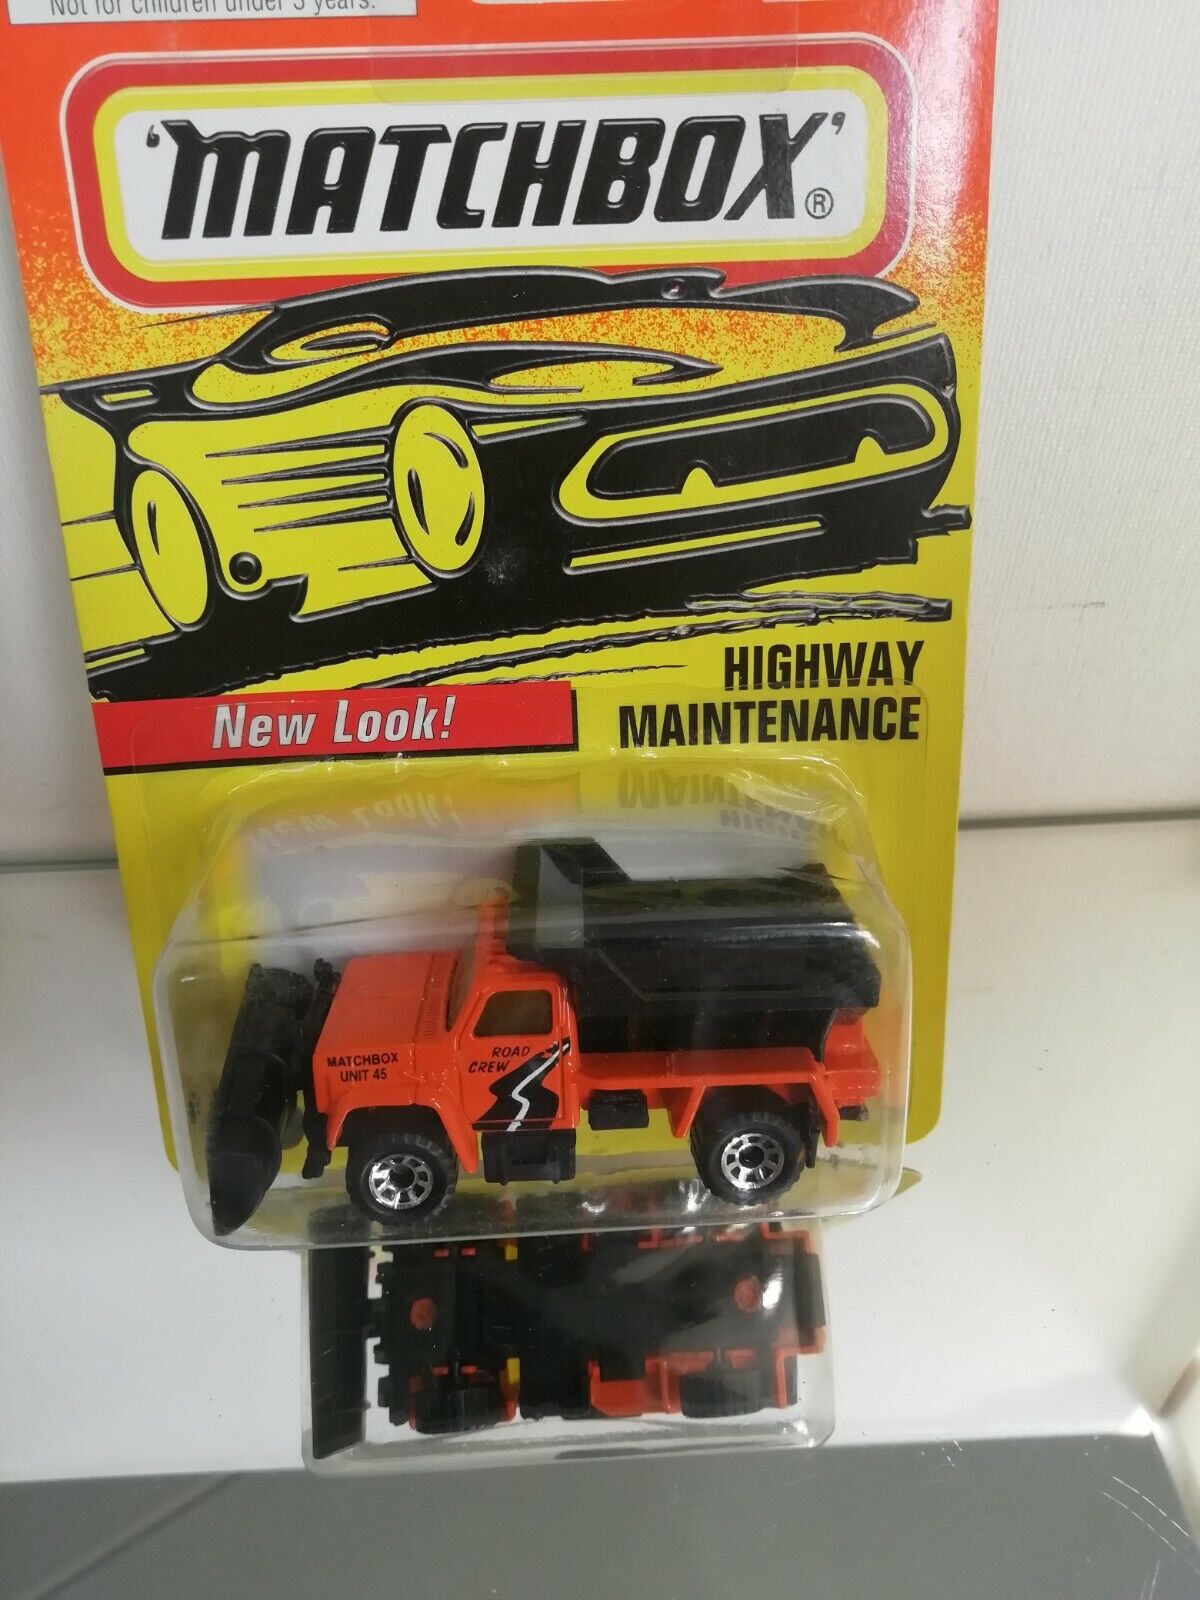 Not for children under 3 years.
'MATCHBOX'®
HIGHWAY
MAINTENANCE
New Look!
MATCHBOX
UNIT 45
ROAD
CREW